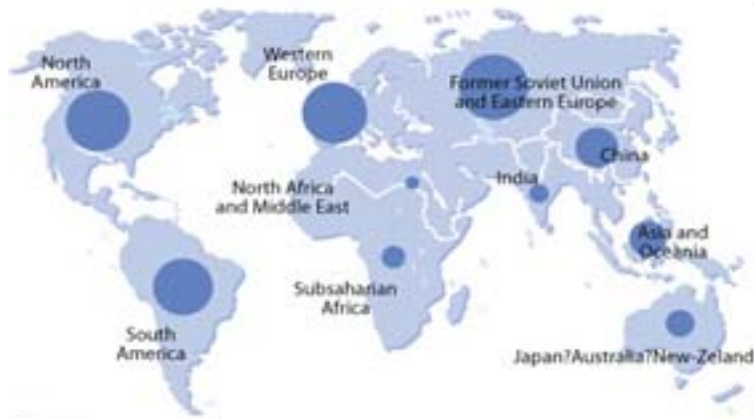 North
America
Western
Europe
Former Soviet Union
and Eastern Europe
China
India
North Africa
and Middle East
Asia and
Oceania
Subsaharian
Africa
South
America
Japan?Australia?New-Zeland